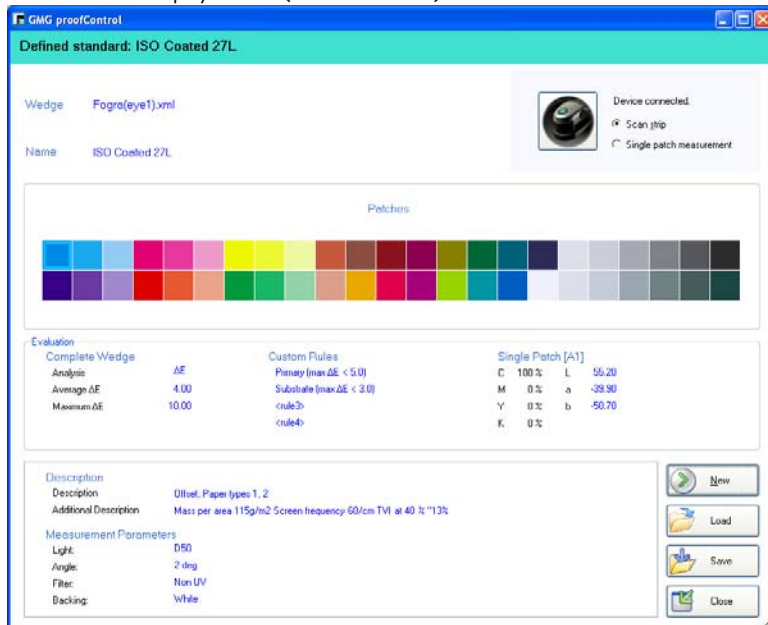 GMG proofControl
Defined standard: ISO Coated 27L
Wedge Fogra(eye1).xml
Device connected.
Scan strip
Single patch measurement
Name ISO Coated 27L
Patches
Evaluation
Complete Wedge Custom Rules Single Patch [A1]
Analysis ΔE Primary (max ΔE < 5.0) C 100 % L 55.20
Average ΔE 4.00 Substrate (max ΔE < 3.0) M 0 % a -39.90
Maximum ΔE 10.00 <rule3> Y 0 % b -50.70
<rule4> K 0 %
Description
Description Offset; Paper types 1, 2
Additional Description Mass per area 115g/m2 Screen frequency 60/cm TVI at 40 % "13%
Measurement Parameters
Light: D50
Angle: 2 deg
Filter: Non UV
Backing: White
New
Load
Save
Close